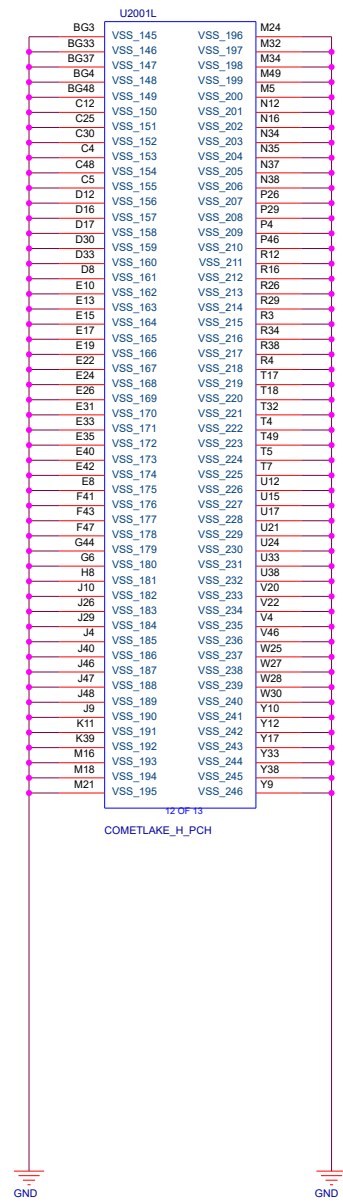 U2001L
BG3 VSS_145 VSS_196 M24
BG33 VSS_146 VSS_197 M32
BG37 VSS_147 VSS_198 M34
BG4 VSS_148 VSS_199 M49
BG48 VSS_149 VSS_200 M5
C12 VSS_150 VSS_201 N12
C25 VSS_151 VSS_202 N16
C30 VSS_152 VSS_203 N34
C4 VSS_153 VSS_204 N35
C48 VSS_154 VSS_205 N37
C5 VSS_155 VSS_206 N38
D12 VSS_156 VSS_207 P26
D16 VSS_157 VSS_208 P29
D17 VSS_158 VSS_209 P4
D30 VSS_159 VSS_210 P46
D33 VSS_160 VSS_211 R12
D8 VSS_161 VSS_212 R16
E10 VSS_162 VSS_213 R26
E13 VSS_163 VSS_214 R29
E15 VSS_164 VSS_215 R3
E17 VSS_165 VSS_216 R34
E19 VSS_166 VSS_217 R38
E22 VSS_167 VSS_218 R4
E24 VSS_168 VSS_219 T17
E26 VSS_169 VSS_220 T18
E31 VSS_170 VSS_221 T32
E33 VSS_171 VSS_222 T4
E35 VSS_172 VSS_223 T49
E40 VSS_173 VSS_224 T5
E42 VSS_174 VSS_225 T7
E8 VSS_175 VSS_226 U12
F41 VSS_176 VSS_227 U15
F43 VSS_177 VSS_228 U17
F47 VSS_178 VSS_229 U21
G44 VSS_179 VSS_230 U24
G6 VSS_180 VSS_231 U33
H8 VSS_181 VSS_232 U38
J10 VSS_182 VSS_233 V20
J26 VSS_183 VSS_234 V22
J29 VSS_184 VSS_235 V4
J4 VSS_185 VSS_236 V46
J40 VSS_186 VSS_237 W25
J46 VSS_187 VSS_238 W27
J47 VSS_188 VSS_239 W28
J48 VSS_189 VSS_240 W30
J9 VSS_190 VSS_241 Y10
K11 VSS_191 VSS_242 Y12
K39 VSS_192 VSS_243 Y17
M16 VSS_193 VSS_244 Y33
M18 VSS_194 VSS_245 Y38
M21 VSS_195 VSS_246 Y9
12 OF 13
COMETLAKE_H_PCH
GND GND